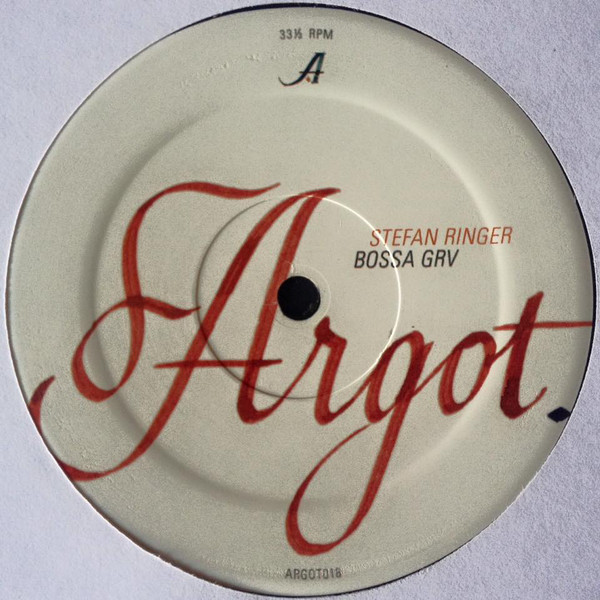 33⅓ RPM
A
STEFAN RINGER
BOSSA GRV
Argot.
ARGOT018